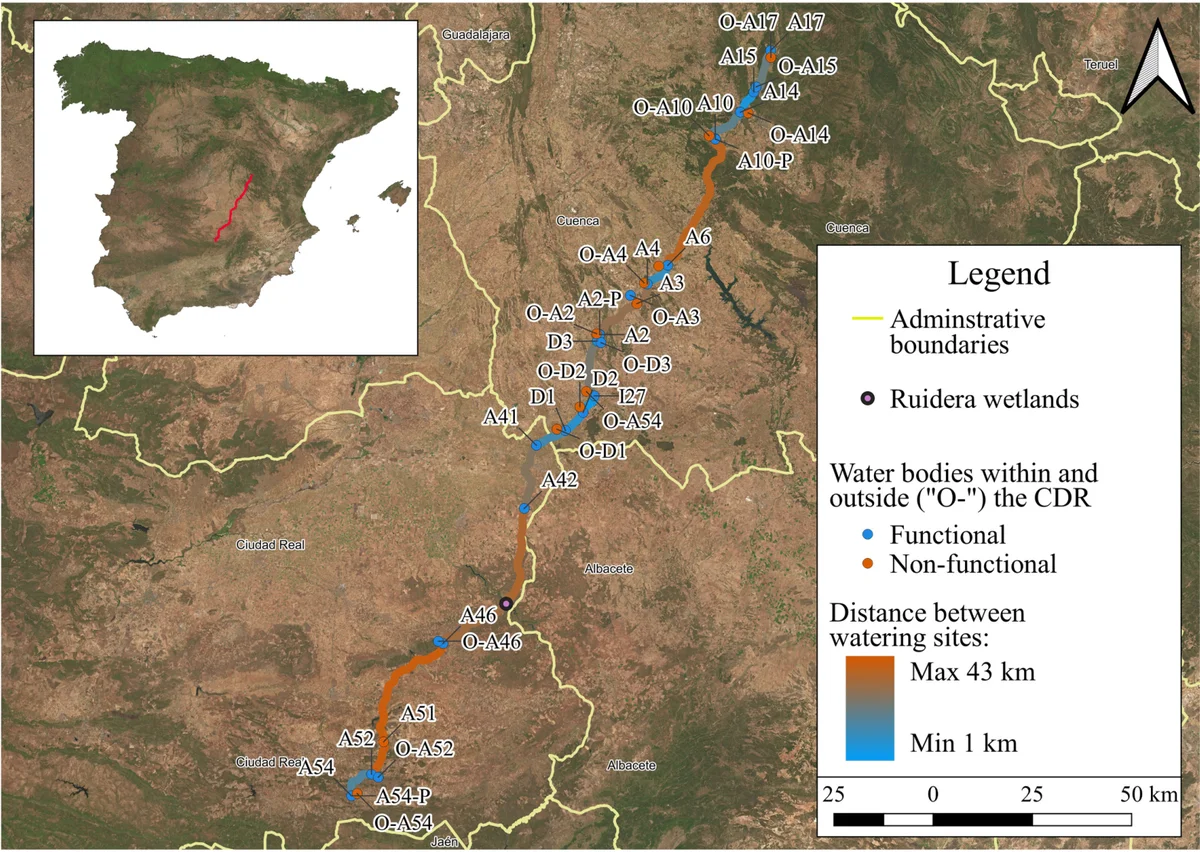 O-A17 A17
Guadalajara
A15
O-A15
Teruel
A14
O-A10 A10
O-A14
A10-P
Cuenca
Cuenca
A6
O-A4 A4
A3
A2-P
O-A2
O-A3
D3
A2
O-D3
O-D2
D2
D1
I27
A41
O-A54
O-D1
A42
Ciudad Real
Albacete
A46
O-A46
A51
A52
O-A52
Ciudad Real
A54
Albacete
A54-P
O-A54
Jaén
Legend
Adminstrative
boundaries
Ruidera wetlands
Water bodies within and
outside ("O-") the CDR
Functional
Non-functional
Distance between
watering sites:
Max 43 km
Min 1 km
25 0 25 50 km